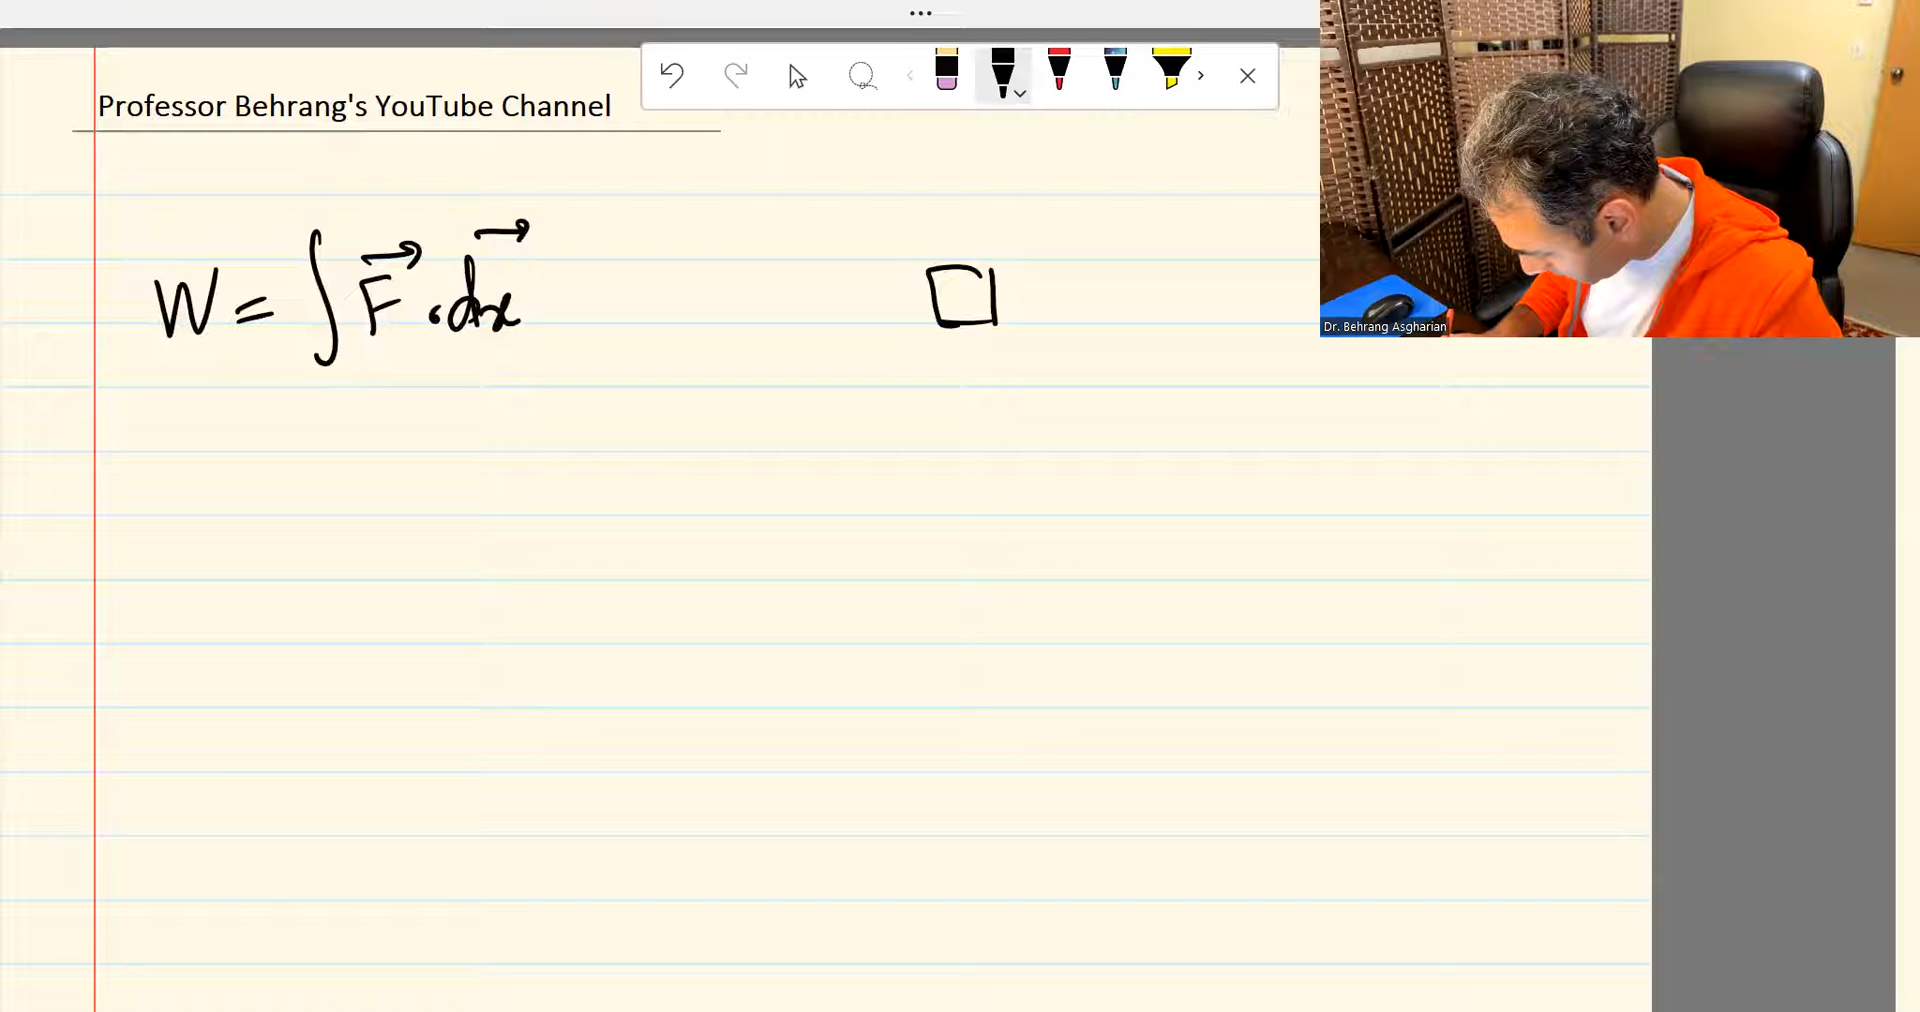 Professor Behrang's YouTube Channel
W = ∫ F⃗ . dx⃗
Dr. Behrang Asgharian